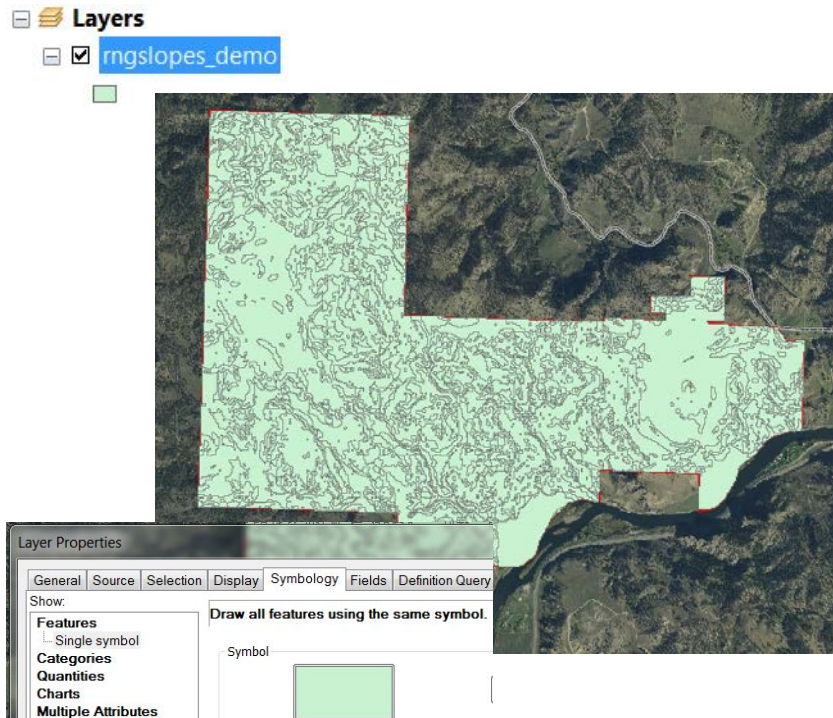 Layers
rngslopes_demo
Layer Properties
General Source Selection Display Symbology Fields Definition Query
Show:
Features
Single symbol
Categories
Quantities
Charts
Multiple Attributes
Draw all features using the same symbol.
Symbol